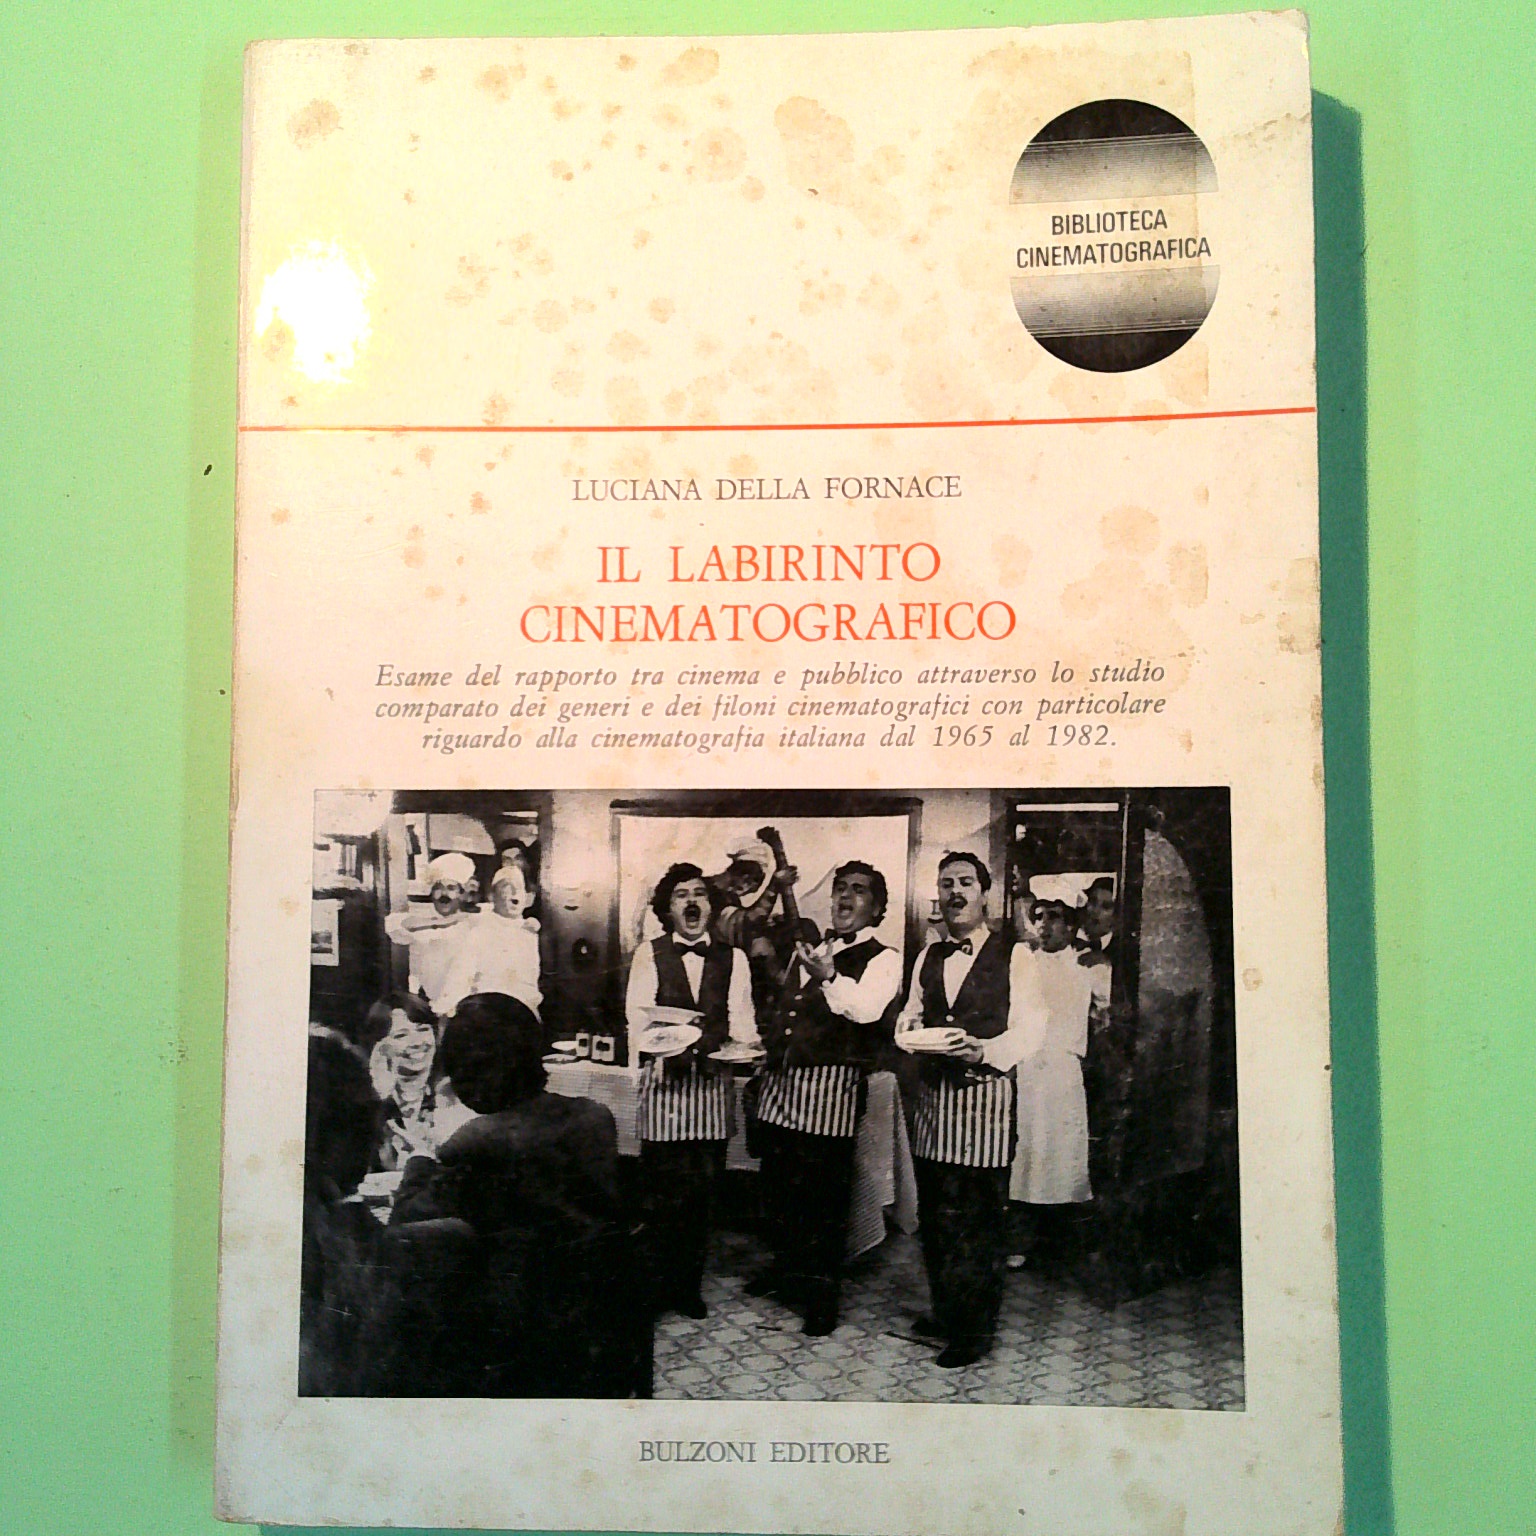 BIBLIOTECA
CINEMATOGRAFICA
LUCIANA DELLA FORNACE
IL LABIRINTO
CINEMATOGRAFICO
Esame del rapporto tra cinema e pubblico attraverso lo studio
comparato dei generi e dei filoni cinematografici con particolare
riguardo alla cinematografia italiana dal 1965 al 1982.
BULZONI EDITORE